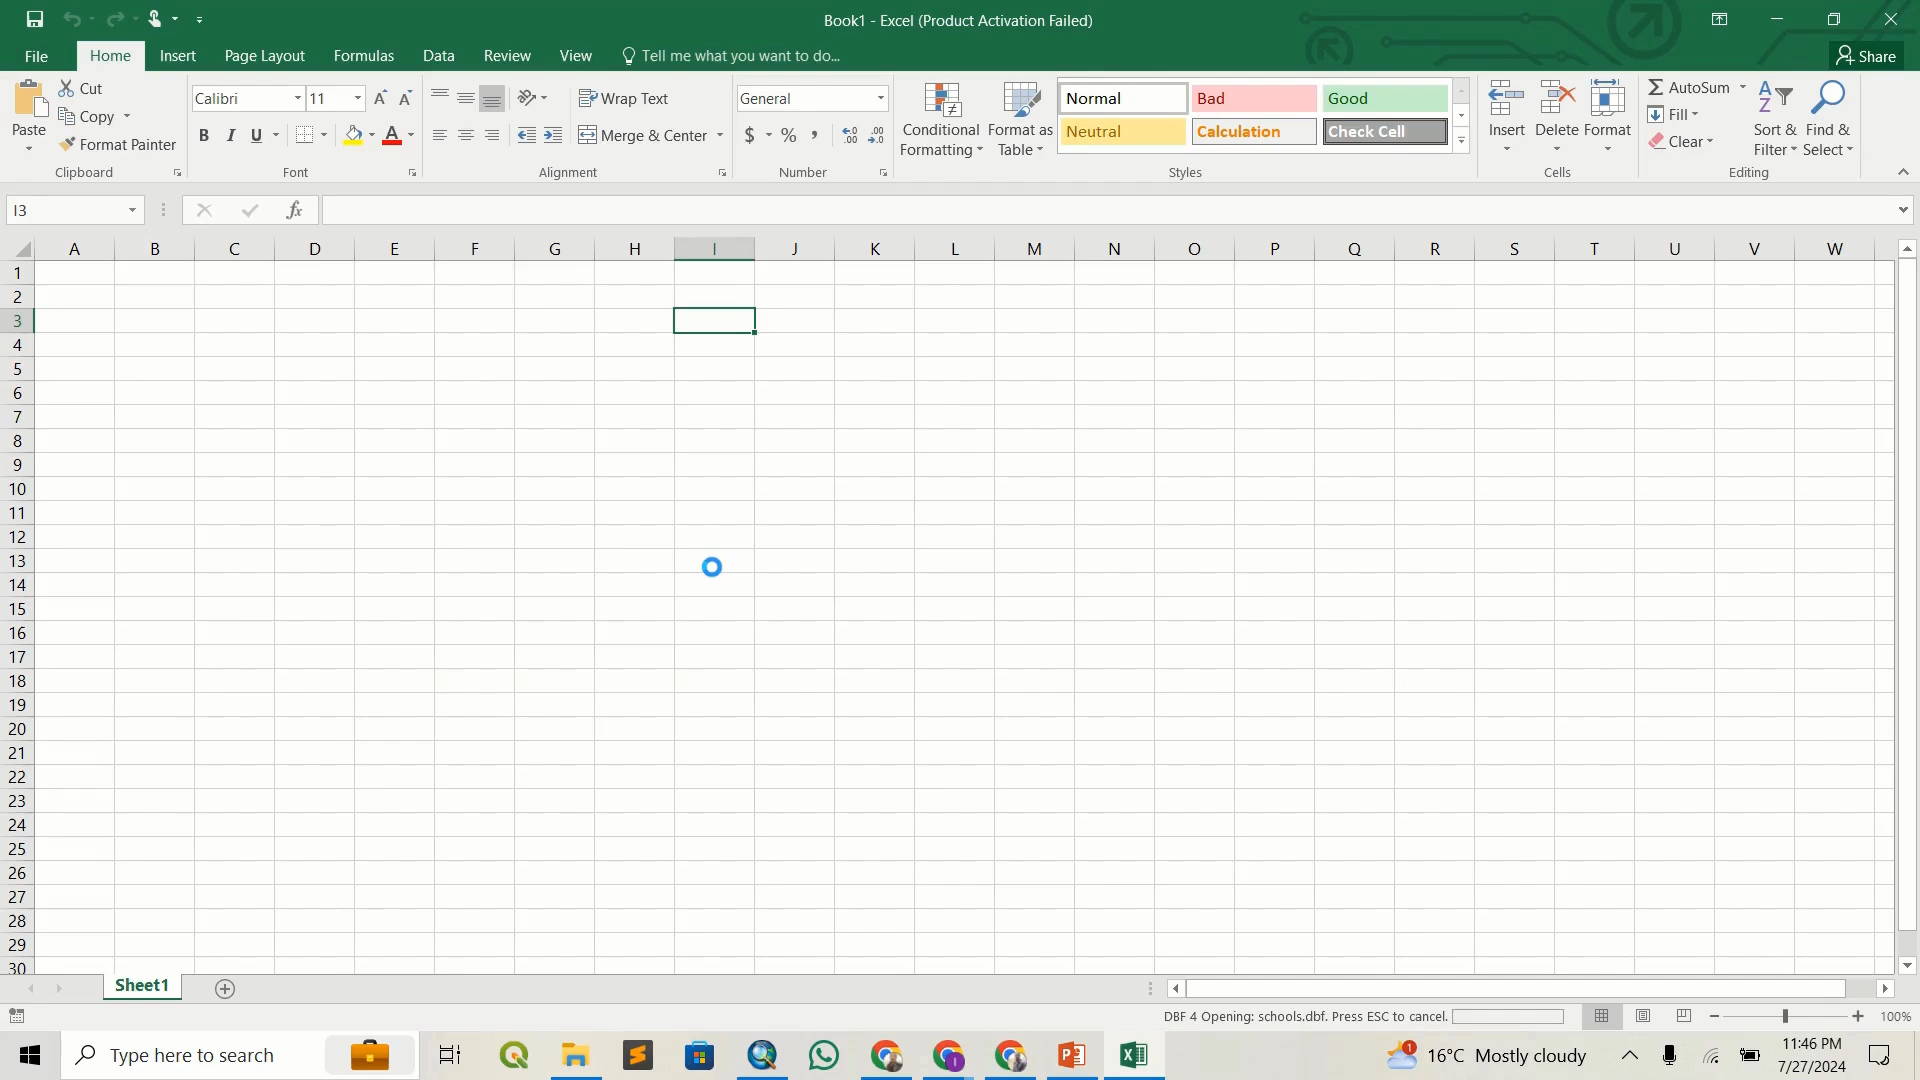 Book1 - Excel (Product Activation Failed)
File Home Insert Page Layout Formulas Data Review View Tell me what you want to do... Share
Cut
Copy
Format Painter
Paste
Clipboard
Calibri 11
B I U
Font
Wrap Text
Merge & Center
Alignment
General
$ % ,
Number
Conditional Formatting
Format as Table
Normal Bad Good
Neutral Calculation Check Cell
Styles
Insert Delete Format
Cells
AutoSum
Fill
Clear
Sort & Filter
Find & Select
Editing
I3 fx
A B C D E F G H I J K L M N O P Q R S T U V W
1
2
3
4
5
6
7
8
9
10
11
12
13
14
15
16
17
18
19
20
21
22
23
24
25
26
27
28
29
30
Sheet1
DBF 4 Opening: schools.dbf. Press ESC to cancel. 100%
Type here to search
16°C Mostly cloudy
11:46 PM
7/27/2024